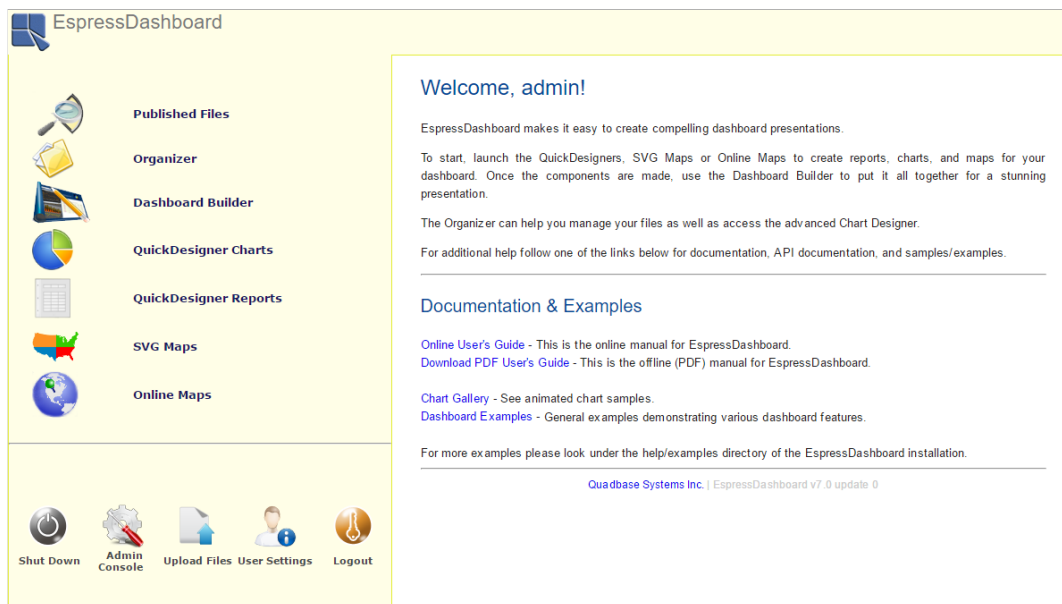 EspressDashboard
Published Files
Organizer
Dashboard Builder
QuickDesigner Charts
QuickDesigner Reports
SVG Maps
Online Maps
Shut Down
Admin
Console
Upload Files
User Settings
Logout
Welcome, admin!
EspressDashboard makes it easy to create compelling dashboard presentations.
To start, launch the QuickDesigners, SVG Maps or Online Maps to create reports, charts, and maps for your
dashboard. Once the components are made, use the Dashboard Builder to put it all together for a stunning
presentation.
The Organizer can help you manage your files as well as access the advanced Chart Designer.
For additional help follow one of the links below for documentation, API documentation, and samples/examples.
Documentation & Examples
Online User's Guide - This is the online manual for EspressDashboard.
Download PDF User's Guide - This is the offline (PDF) manual for EspressDashboard.
Chart Gallery - See animated chart samples.
Dashboard Examples - General examples demonstrating various dashboard features.
For more examples please look under the help/examples directory of the EspressDashboard installation.
Quadbase Systems Inc. | EspressDashboard v7.0 update 0